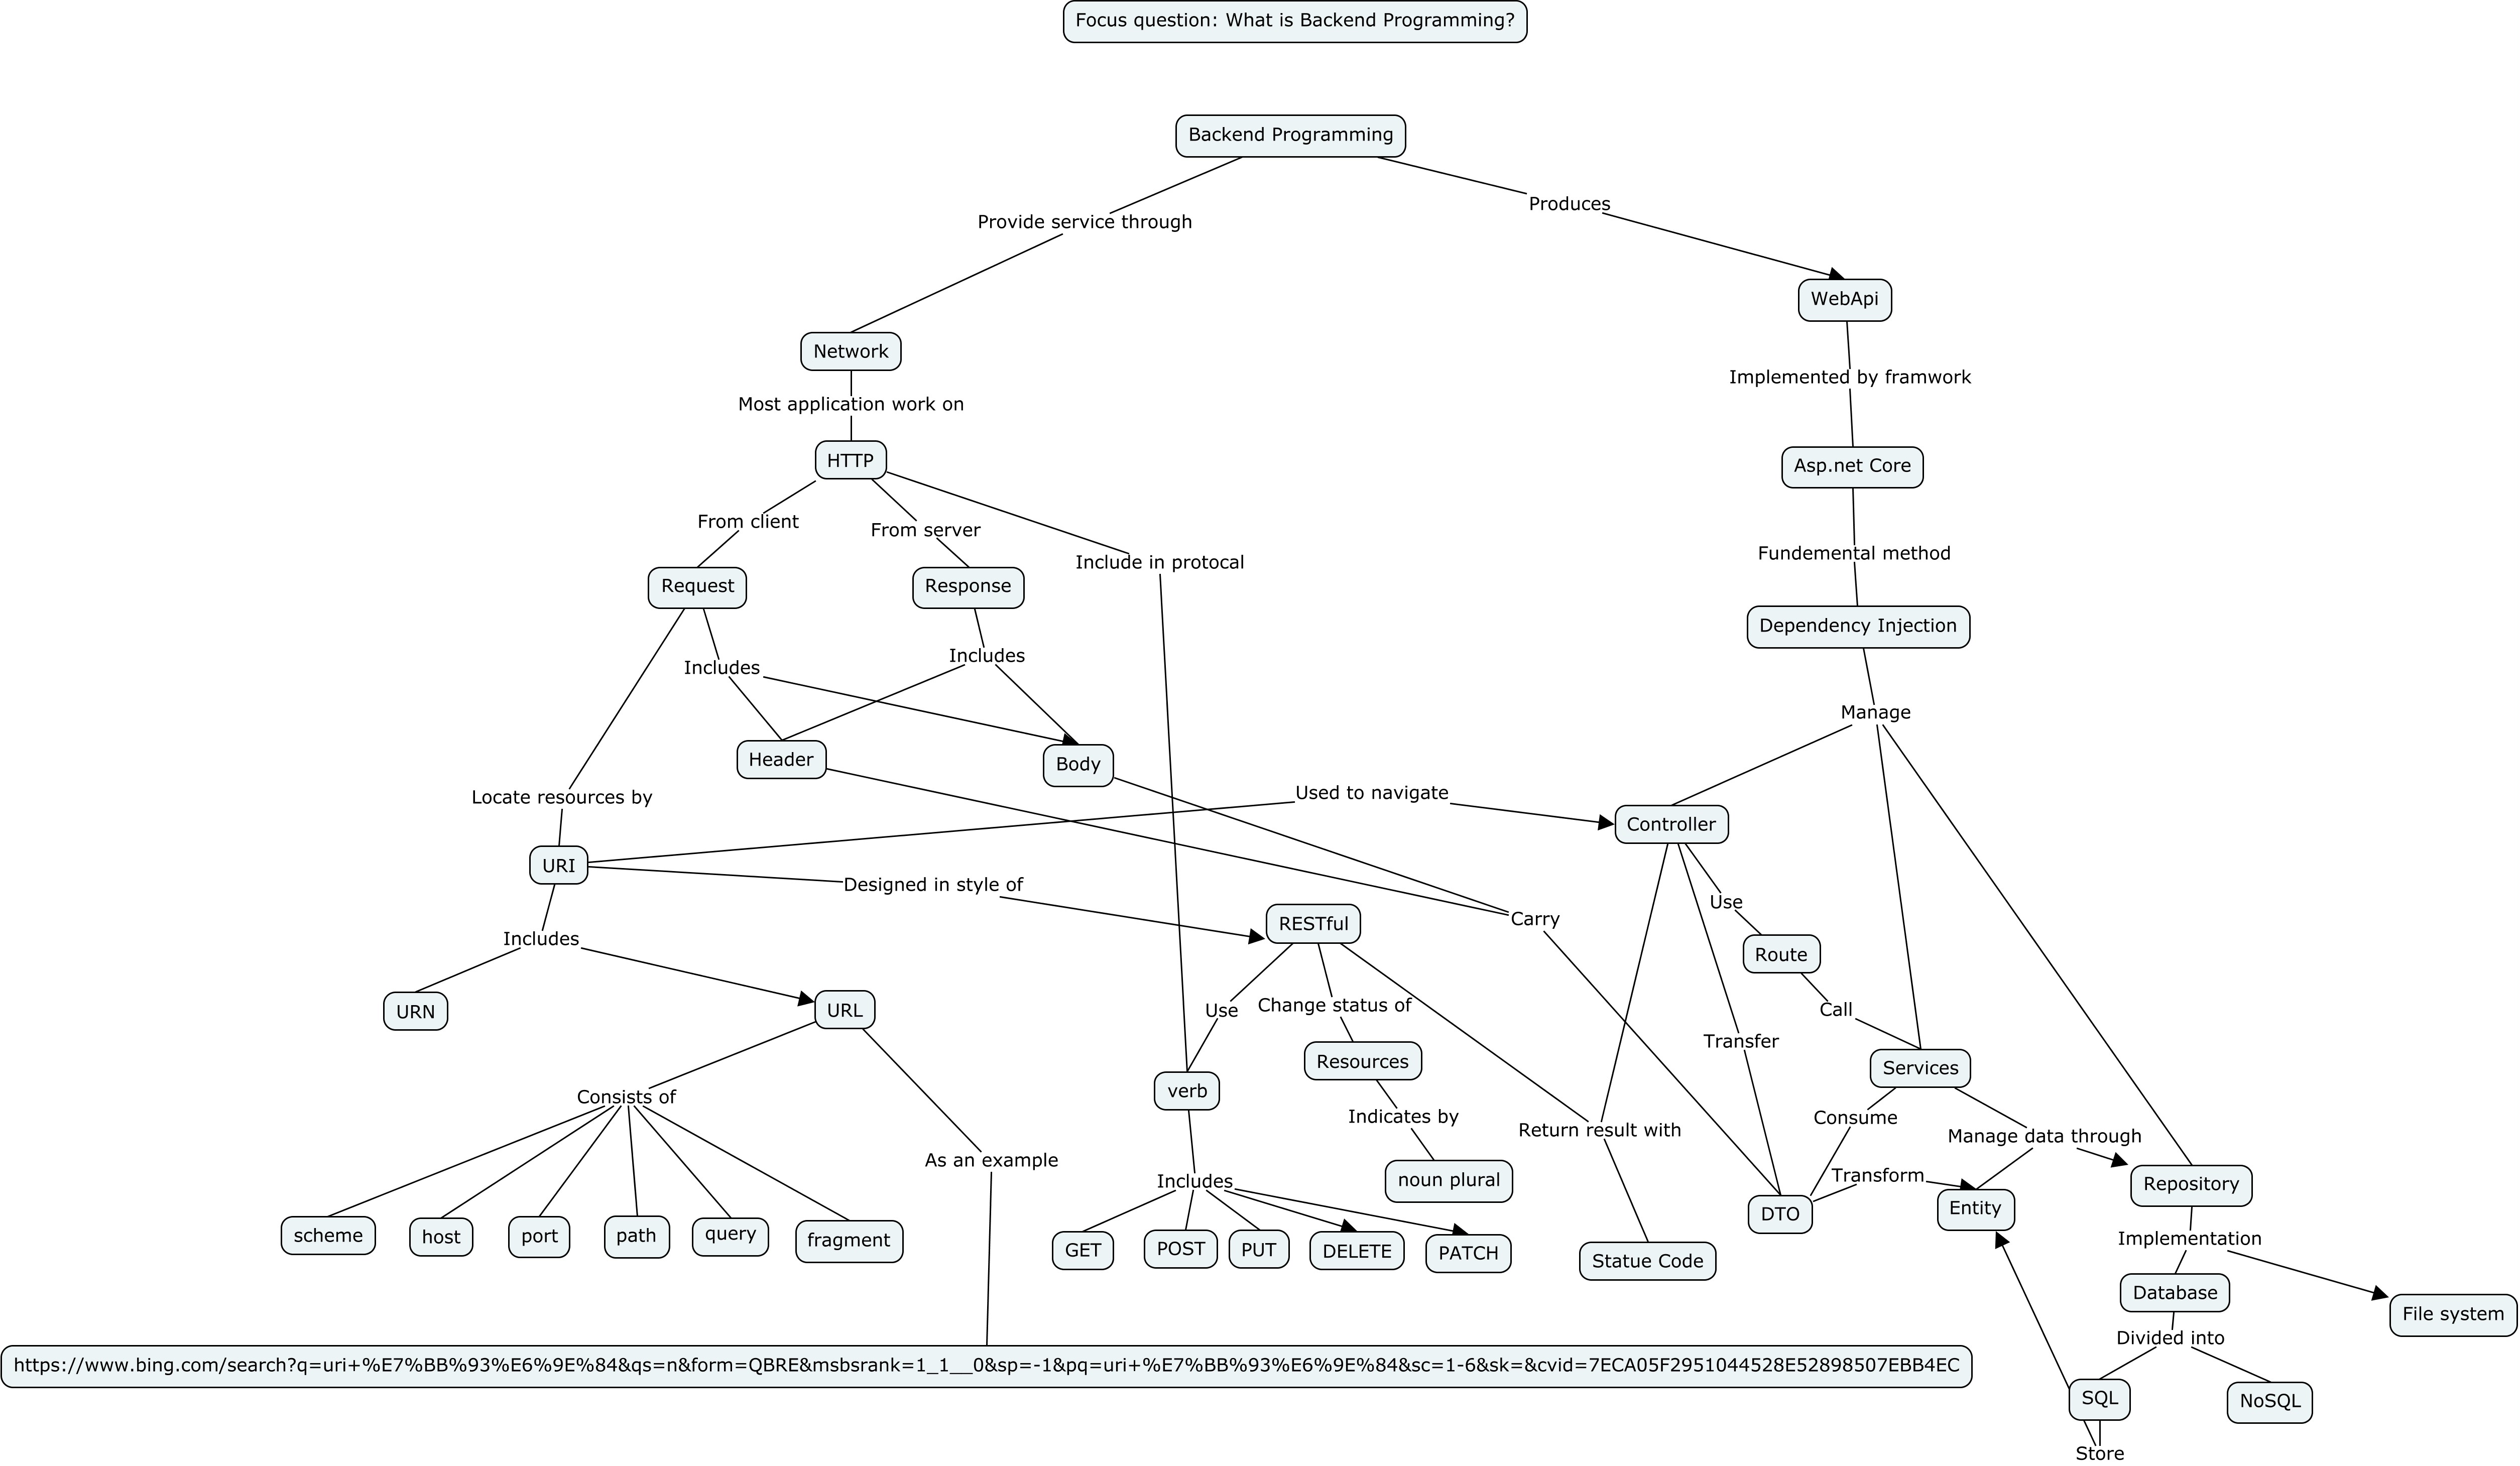 Focus question: What is Backend Programming?
Backend Programming
Provide service through
Produces
WebApi
Network
Implemented by framwork
Most application work on
HTTP
Asp.net Core
From client
From server
Include in protocal
Fundemental method
Request
Response
Dependency Injection
Includes
Includes
Manage
Header
Body
Locate resources by
Used to navigate
Controller
URI
Designed in style of
Use
RESTful
Carry
Includes
Route
URN
URL
Use
Change status of
Call
Transfer
Resources
Services
Consists of
verb
Indicates by
Consume
Return result with
Manage data through
As an example
Includes
noun plural
Transform
Repository
DTO
Entity
scheme
host
port
path
query
fragment
GET
POST
PUT
DELETE
PATCH
Statue Code
Implementation
Database
File system
Divided into
https://www.bing.com/search?q=uri+%E7%BB%93%E6%9E%84&qs=n&form=QBRE&msbsrank=1_1__0&sp=-1&pq=uri+%E7%BB%93%E6%9E%84&sc=1-6&sk=&cvid=7ECA05F2951044528E52898507EBB4EC
SQL
NoSQL
Store